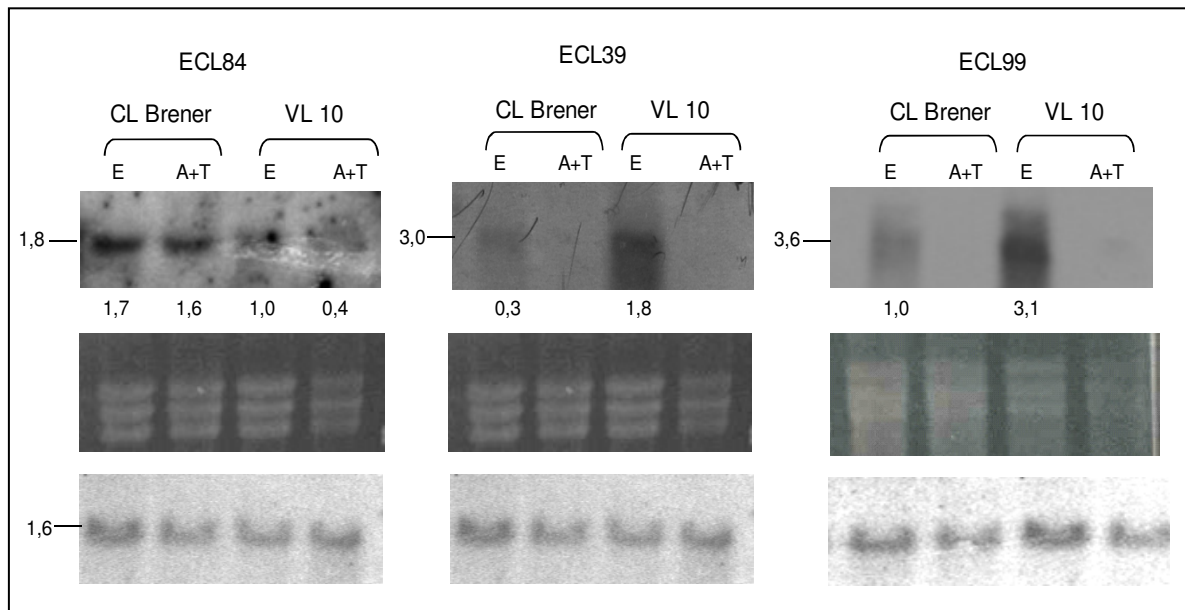 ECL84
ECL39
ECL99
CL Brener VL 10
CL Brener VL 10
CL Brener VL 10
E A+T E A+T
E A+T E A+T
E A+T E A+T
1,8
3,0
3,6
1,7 1,6 1,0 0,4
0,3 1,8
1,0 3,1
1,6